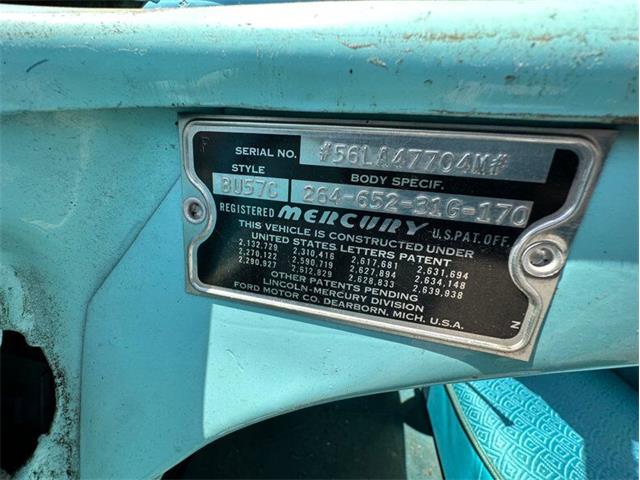 SERIAL NO. #56LA47704M#
STYLE BODY SPECIF.
BU57C 264-652-31G-170
REGISTERED MERCURY U.S. PAT. OFF.
THIS VEHICLE IS CONSTRUCTED UNDER
UNITED STATES LETTERS PATENT
2,132,729 2,310,416 2,617,681 2,631,694
2,270,122 2,590,719 2,627,894 2,634,148
2,290,927 2,612,829 2,628,833 2,639,938
OTHER PATENTS PENDING
LINCOLN-MERCURY DIVISION
FORD MOTOR CO. DEARBORN, MICH. U.S.A.
N